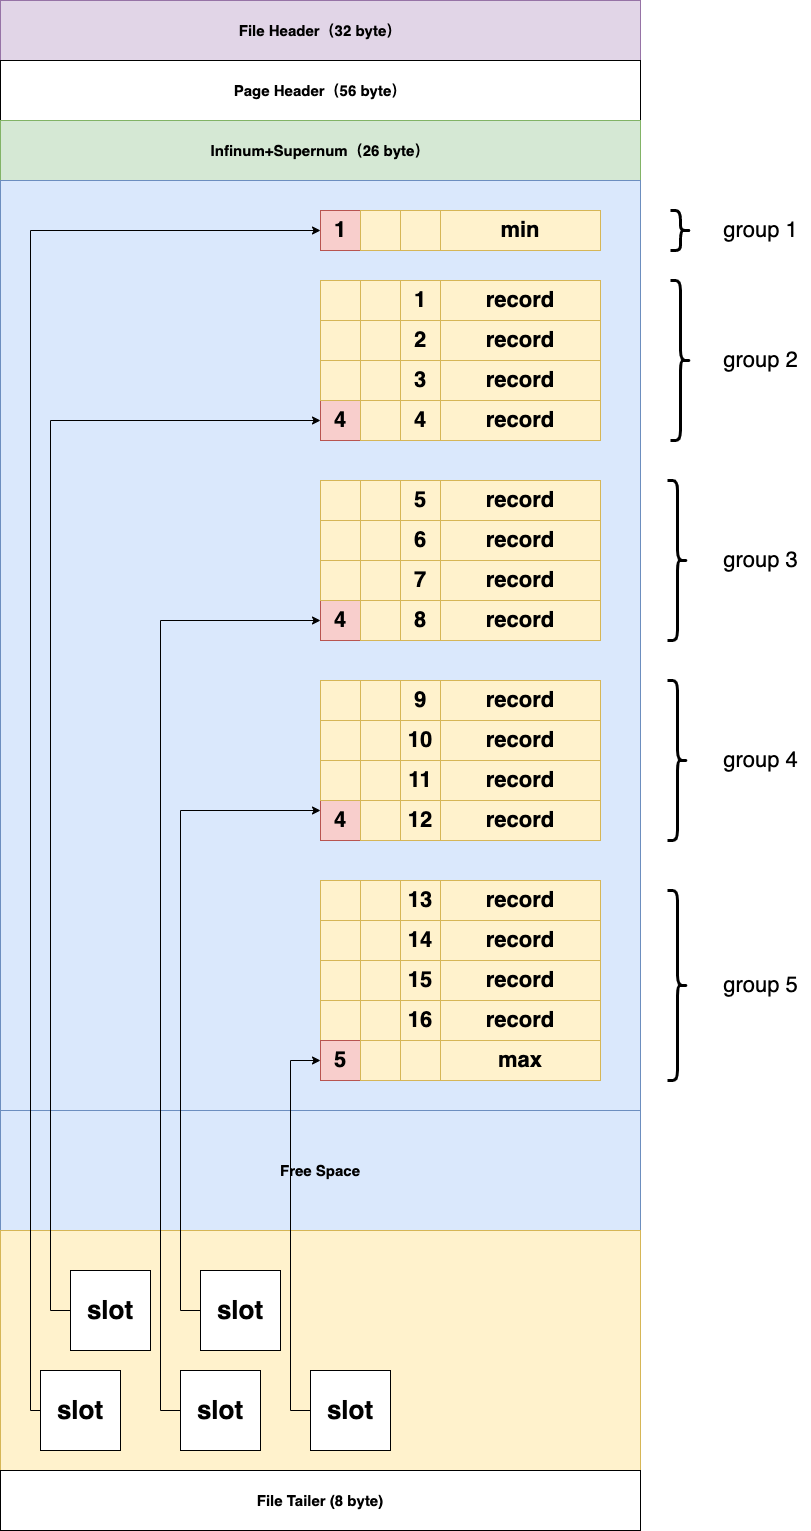 File Header（32 byte）
Page Header（56 byte）
Infinum+Supernum（26 byte）
1 min
group 1
1 record
2 record
3 record
4 4 record
group 2
5 record
6 record
7 record
4 8 record
group 3
9 record
10 record
11 record
4 12 record
group 4
13 record
14 record
15 record
16 record
5 max
group 5
Free Space
slot slot
slot slot slot
File Tailer (8 byte)